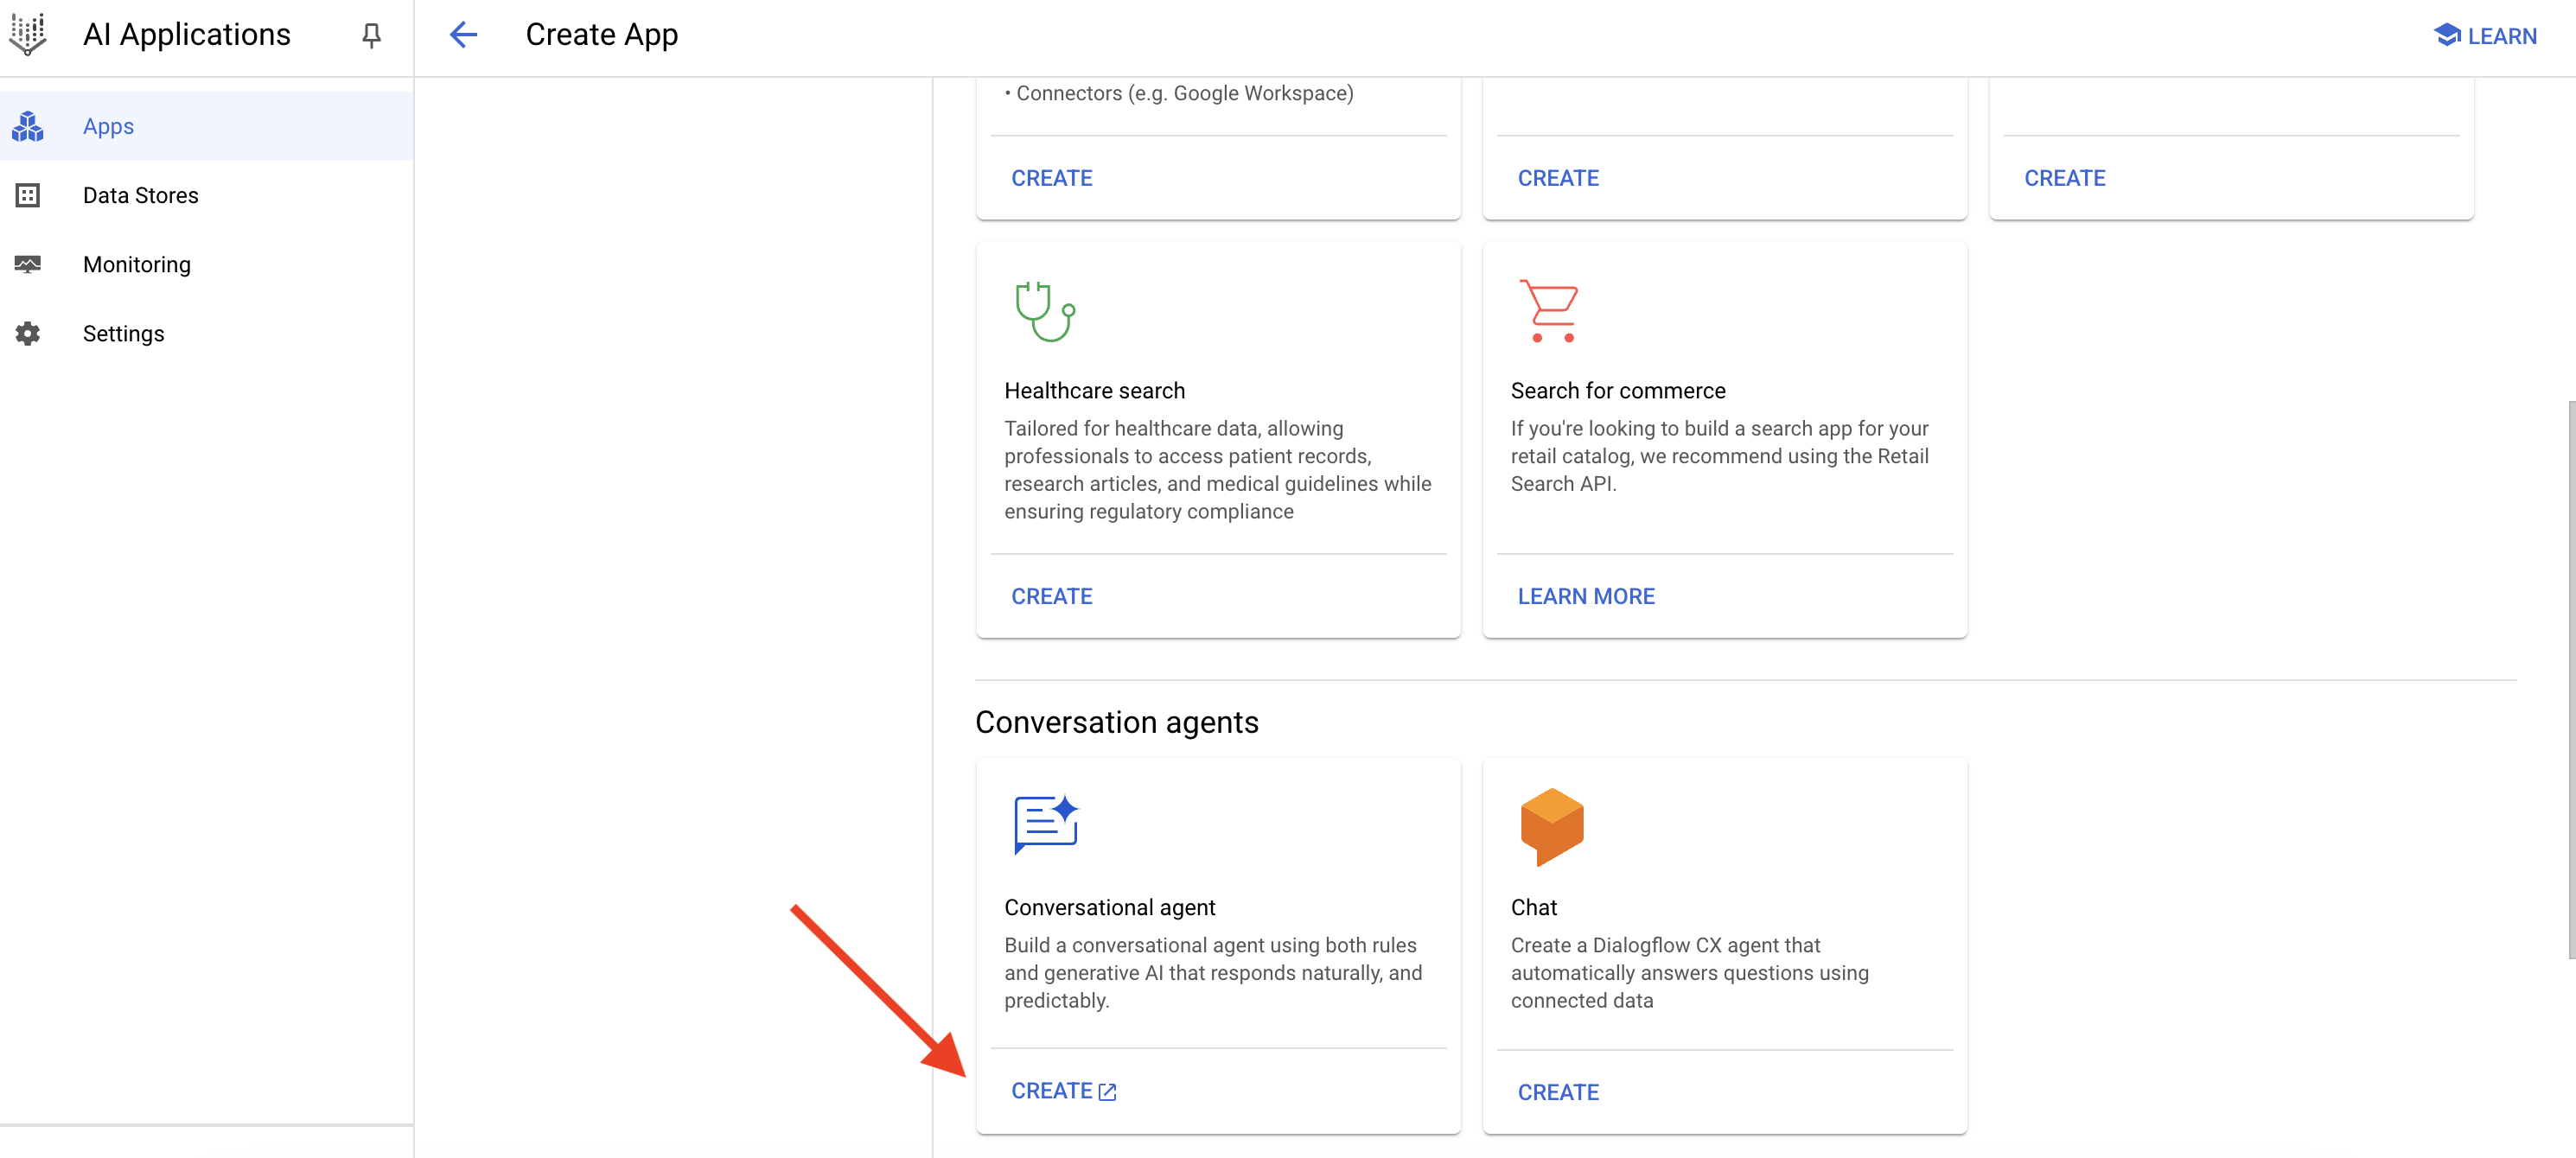 AI Applications
Create App
LEARN
Apps
Data Stores
Monitoring
Settings
• Connectors (e.g. Google Workspace)
CREATE
CREATE
CREATE
Healthcare search
Tailored for healthcare data, allowing
professionals to access patient records,
research articles, and medical guidelines while
ensuring regulatory compliance
CREATE
Search for commerce
If you're looking to build a search app for your
retail catalog, we recommend using the Retail
Search API.
LEARN MORE
Conversation agents
Conversational agent
Build a conversational agent using both rules
and generative AI that responds naturally, and
predictably.
CREATE
Chat
Create a Dialogflow CX agent that
automatically answers questions using
connected data
CREATE